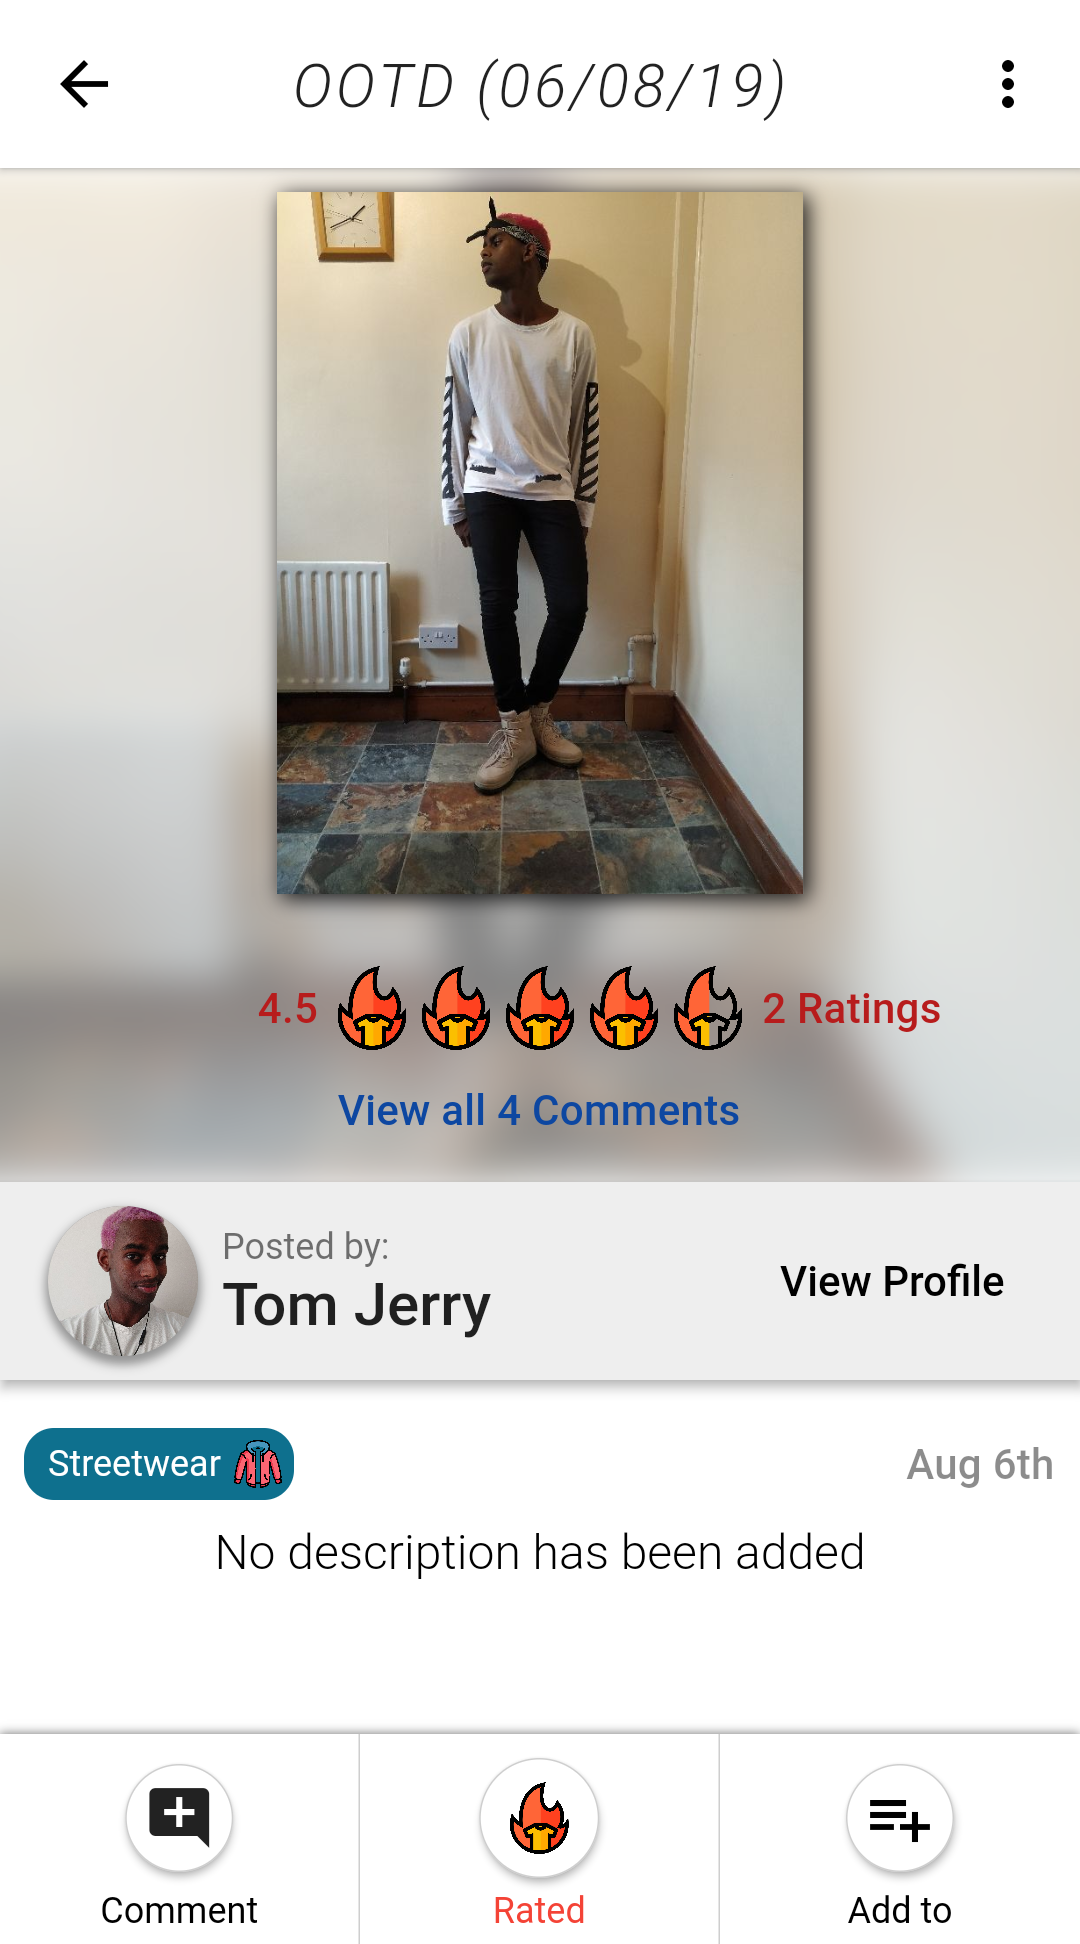 OOTD (06/08/19)
4.5
2 Ratings
View all 4 Comments
Posted by:
Tom Jerry
View Profile
Streetwear
Aug 6th
No description has been added
Comment
Rated
Add to